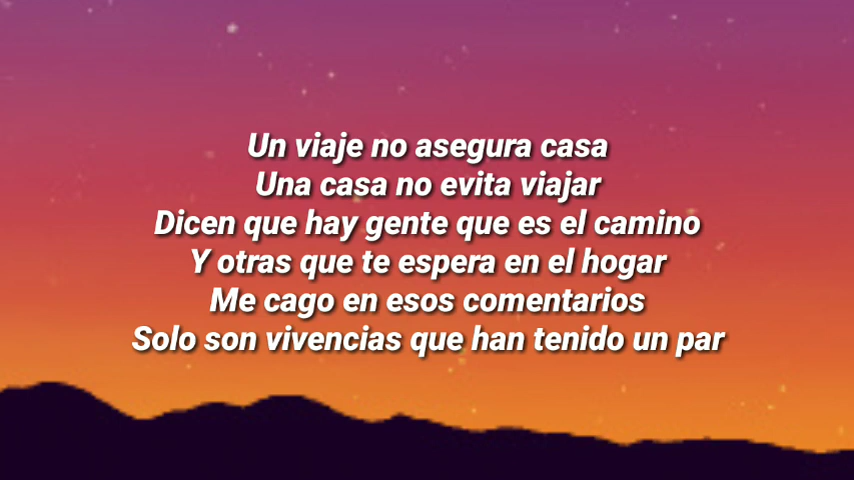 Un viaje no asegura casa
Una casa no evita viajar
Dicen que hay gente que es el camino
Y otras que te espera en el hogar
Me cago en esos comentarios
Solo son vivencias que han tenido un par